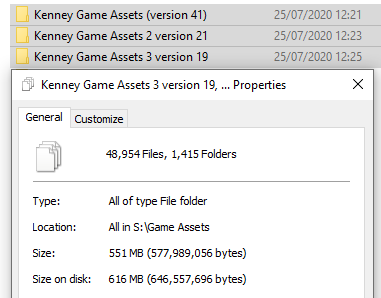 Kenney Game Assets (version 41) 25/07/2020 12:21
Kenney Game Assets 2 version 21 25/07/2020 12:23
Kenney Game Assets 3 version 19 25/07/2020 12:25
Kenney Game Assets 3 version 19, ... Properties
General Customize
48,954 Files, 1,415 Folders
Type: All of type File folder
Location: All in S:\Game Assets
Size: 551 MB (577,989,056 bytes)
Size on disk: 616 MB (646,557,696 bytes)